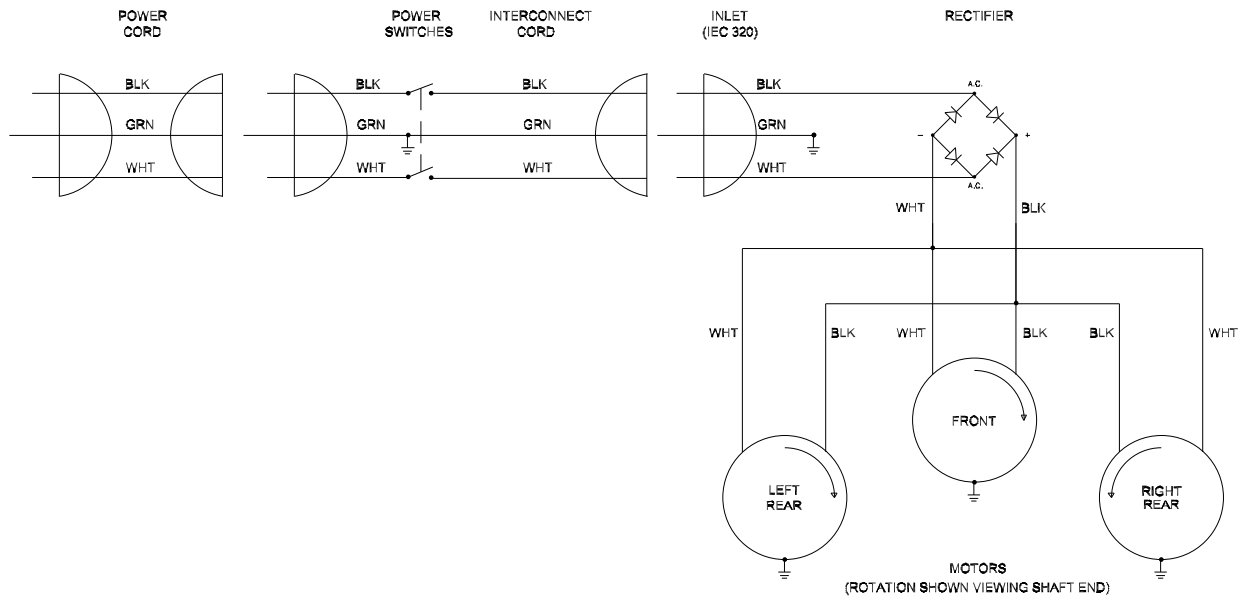 POWER CORD
POWER SWITCHES
INTERCONNECT CORD
INLET (IEC 320)
RECTIFIER
BLK
BLK
BLK
BLK
A.C.
GRN
GRN
GRN
GRN
−
+
WHT
WHT
WHT
WHT
A.C.
WHT
BLK
WHT
BLK
WHT
BLK
BLK
WHT
FRONT
LEFT REAR
RIGHT REAR
MOTORS
(ROTATION SHOWN VIEWING SHAFT END)